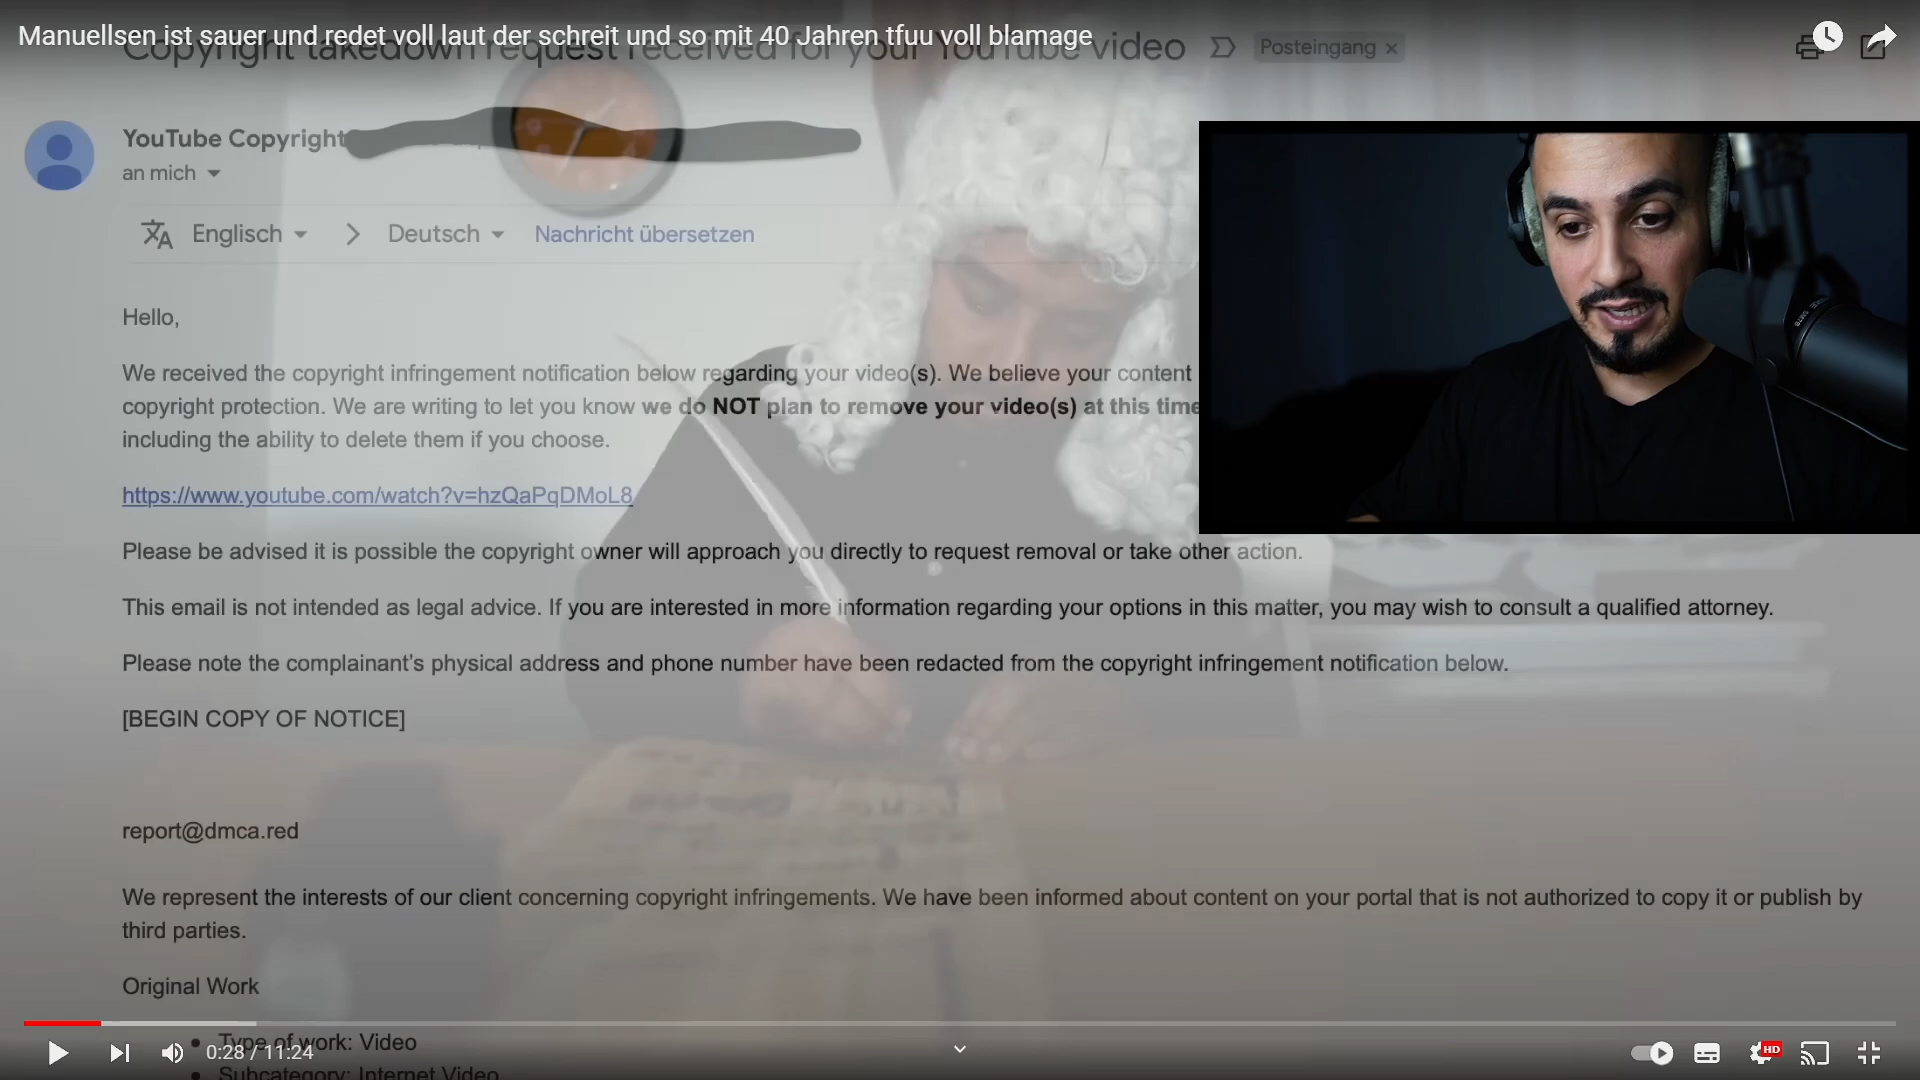 Manuellsen ist sauer und redet voll laut der schreit und so mit 40 Jahren tfuu voll blamage
Copyright takedown request received for your YouTube video Posteingang ×
YouTube Copyright
an mich
Englisch > Deutsch Nachricht übersetzen
Hello,
We received the copyright infringement notification below regarding your video(s). We believe your content
copyright protection. We are writing to let you know we do NOT plan to remove your video(s) at this time
including the ability to delete them if you choose.
https://www.youtube.com/watch?v=hzQaPqDMoL8
Please be advised it is possible the copyright owner will approach you directly to request removal or take other action.
This email is not intended as legal advice. If you are interested in more information regarding your options in this matter, you may wish to consult a qualified attorney.
Please note the complainant’s physical address and phone number have been redacted from the copyright infringement notification below.
[BEGIN COPY OF NOTICE]
report@dmca.red
We represent the interests of our client concerning copyright infringements. We have been informed about content on your portal that is not authorized to copy it or publish by
third parties.
Original Work
• Type of work: Video
0:28 / 11:24
HD
• Subcategory: Internet Video